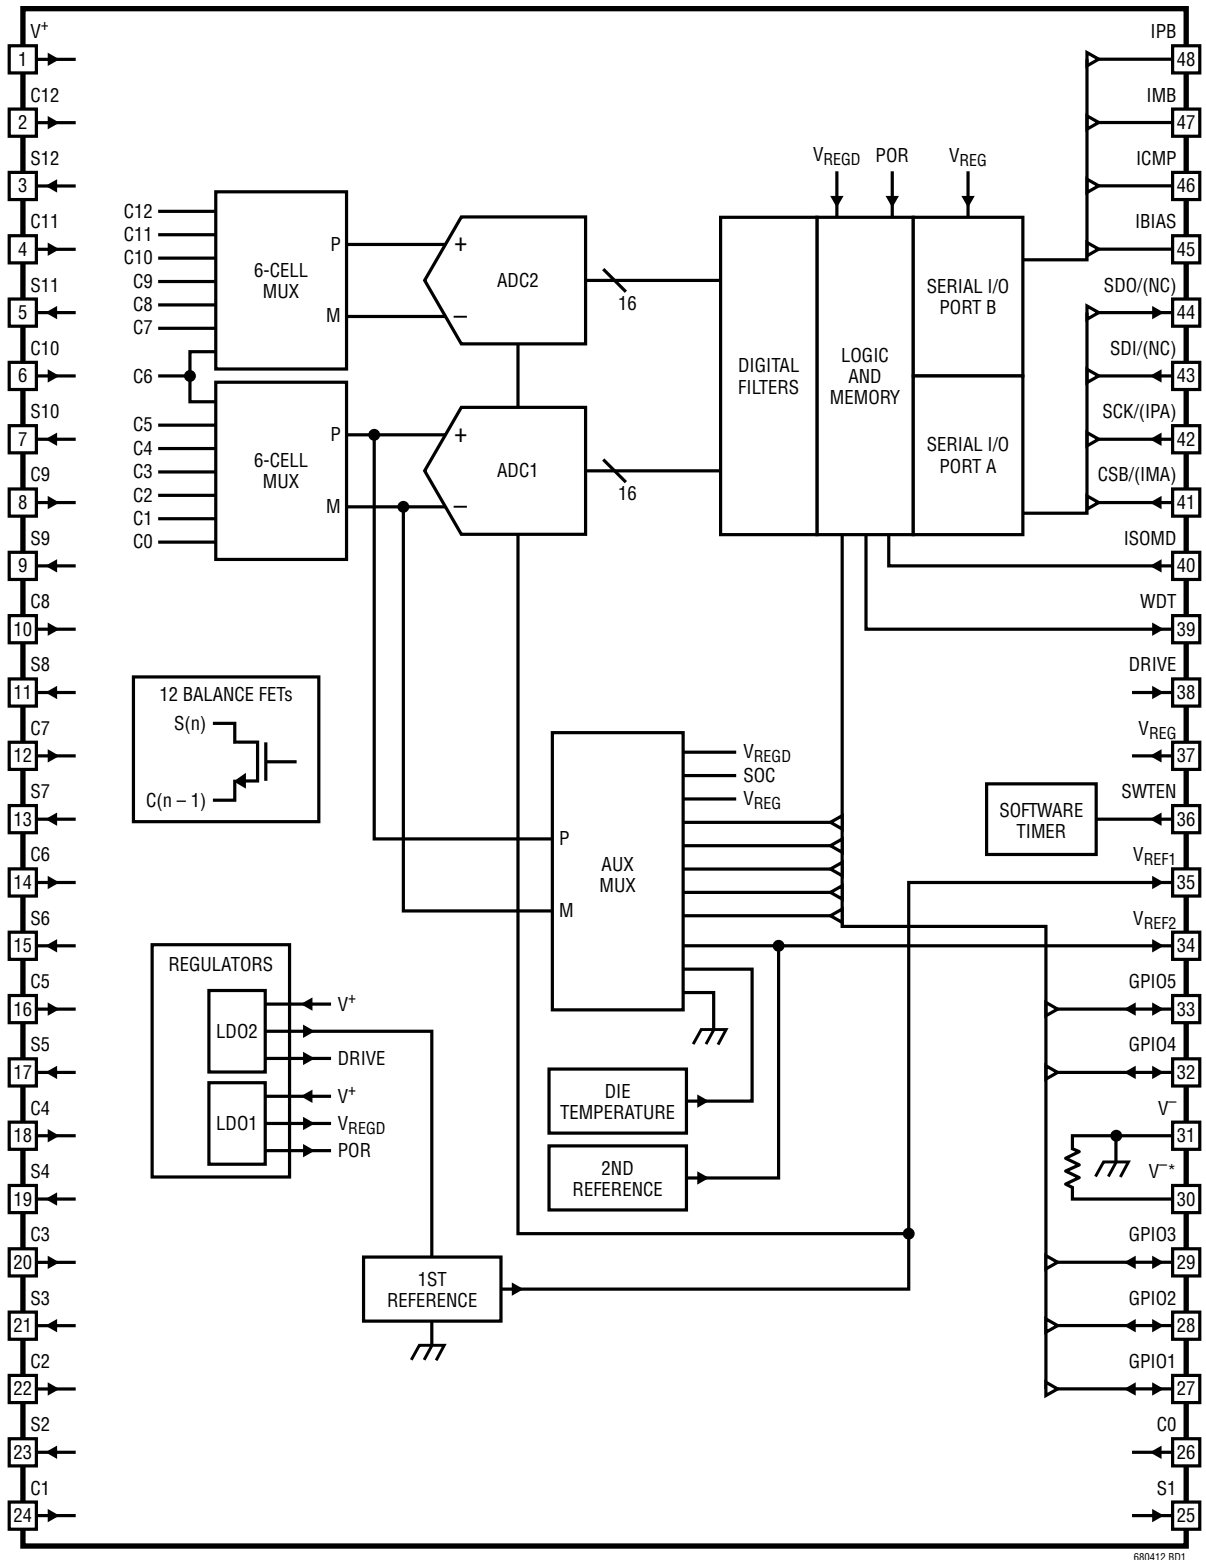 V⁺
1
C12
2
S12
3
C11
4
S11
5
C10
6
S10
7
C9
8
S9
9
C8
10
S8
11
C7
12
S7
13
C6
14
S6
15
C5
16
S5
17
C4
18
S4
19
C3
20
S3
21
C2
22
S2
23
C1
24
C12
C11
C10
C9
C8
C7
C6
C5
C4
C3
C2
C1
C0
6-CELL
MUX
P
M
6-CELL
MUX
P
M
+
ADC2
–
16
+
ADC1
–
16
DIGITAL
FILTERS
VREGD
POR
VREG
LOGIC
AND
MEMORY
SERIAL I/O
PORT B
SERIAL I/O
PORT A
12 BALANCE FETs
S(n)
C(n – 1)
P
M
AUX
MUX
VREGD
SOC
VREG
SOFTWARE
TIMER
REGULATORS
LDO2
V⁺
DRIVE
LDO1
V⁺
VREGD
POR
DIE
TEMPERATURE
2ND
REFERENCE
1ST
REFERENCE
IPB
48
IMB
47
ICMP
46
IBIAS
45
SDO/(NC)
44
SDI/(NC)
43
SCK/(IPA)
42
CSB/(IMA)
41
ISOMD
40
WDT
39
DRIVE
38
VREG
37
SWTEN
36
VREF1
35
VREF2
34
GPIO5
33
GPIO4
32
V⁻
31
V⁻*
30
GPIO3
29
GPIO2
28
GPIO1
27
C0
26
S1
25
680412 BD1